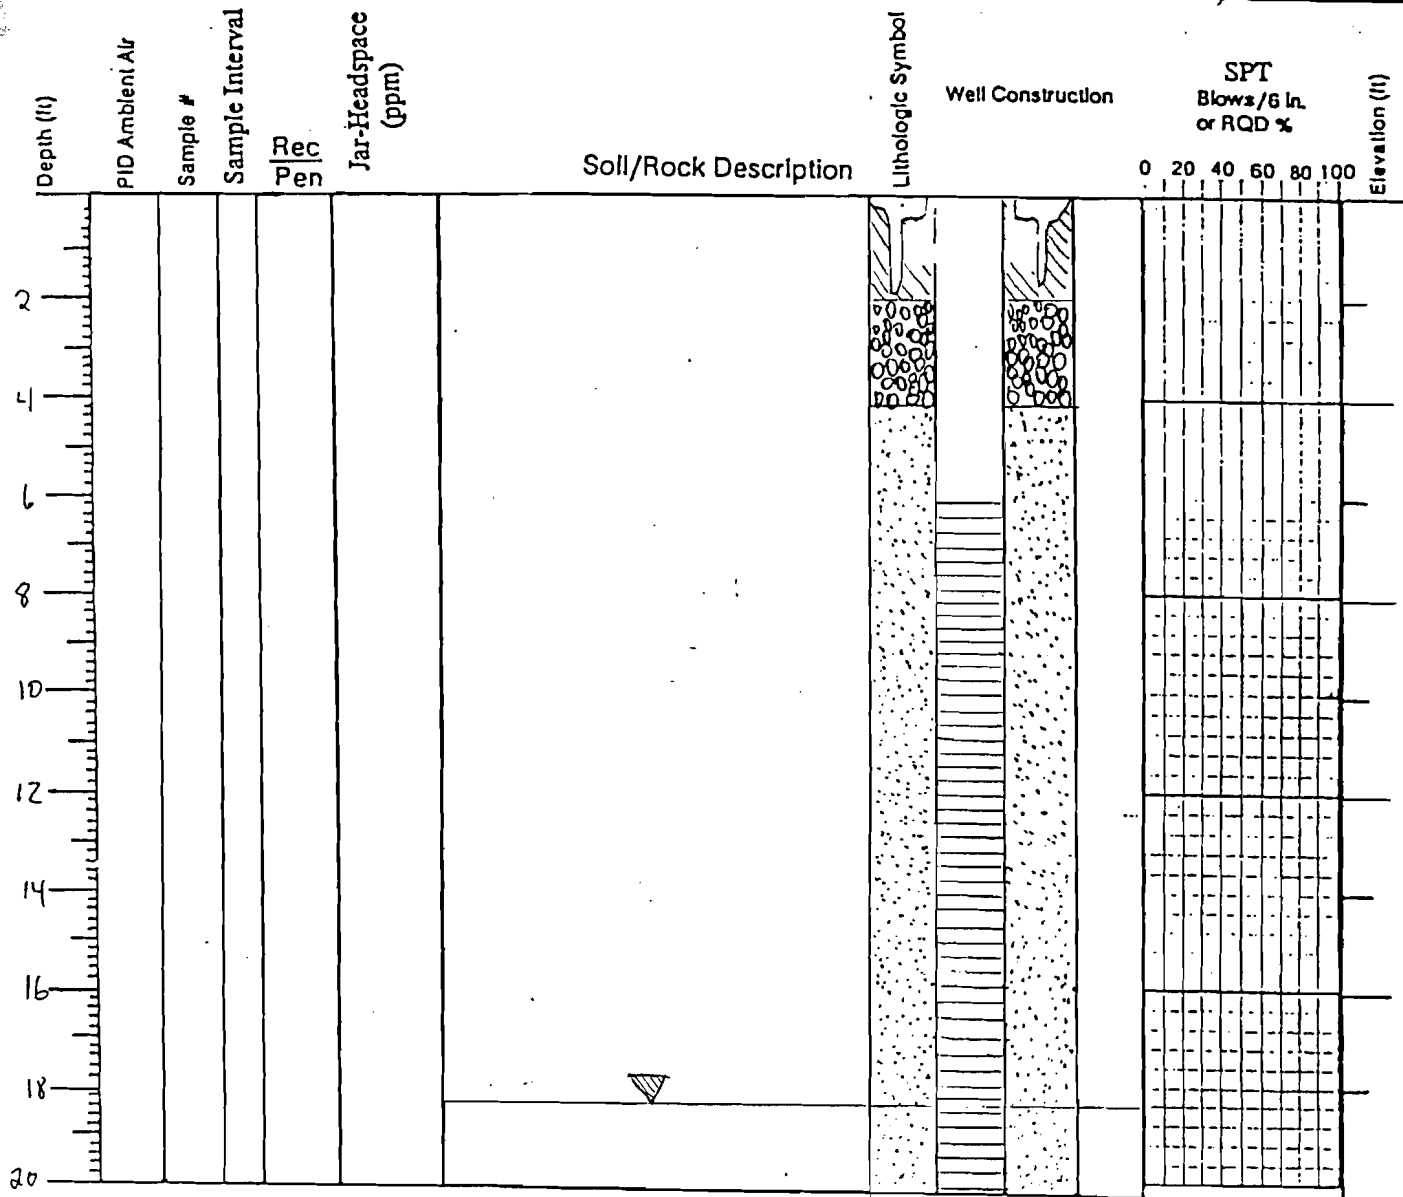 Depth (ft)
PID Ambient Air
Sample #
Sample Interval
Rec
Pen
Jar-Headspace
(ppm)
Soil/Rock Description
Lithologic Symbol
Well Construction
SPT
Blows/6 in.
or RQD %
0 20 40 60 80 100
Elevation (ft)
2
4
6
8
10
12
14
16
18
20